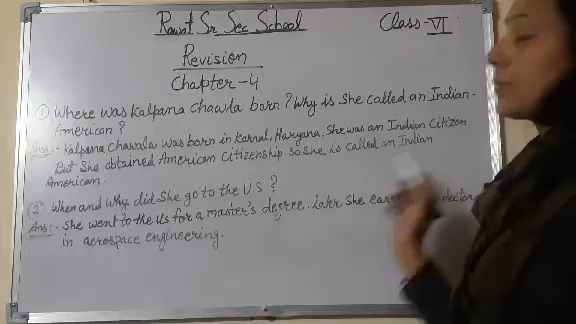 Rawat Sr Sec School
Class-VI
Revision
Chapter-4
① Where was Kalpana Chawla born? Why is She called an Indian-
American?
Ans:- Kalpana Chawala was born in Karnal, Haryana. She was an Indian Citizen.
But She obtained American Citizenship. So She is called an Indian
American.
② When and Why did She go to the U.S?
Ans:- She went to the Us for a master's degree. Later She doctor
in aerospace engineering.